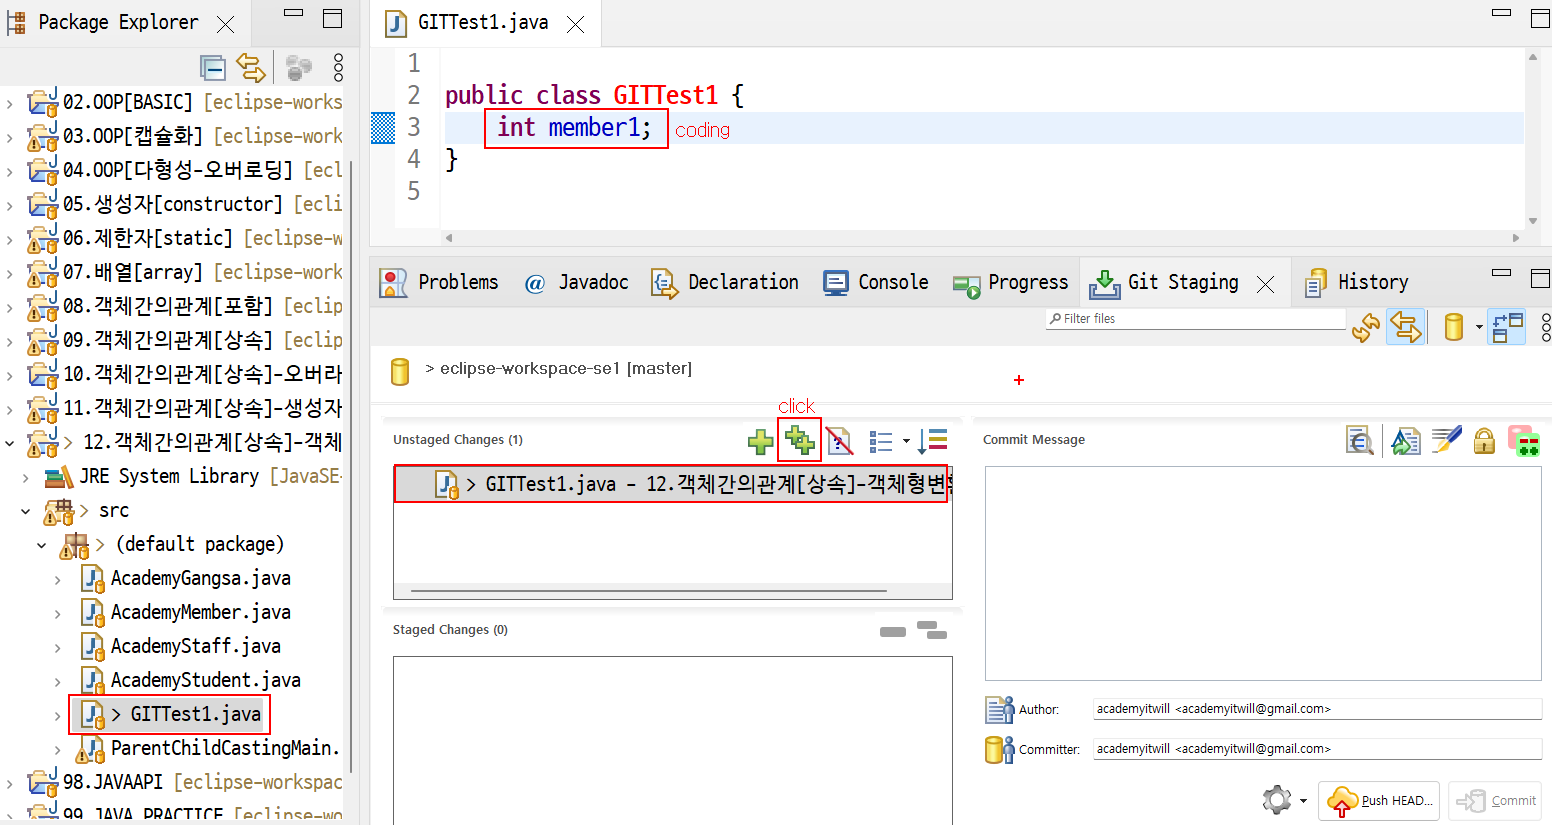 Package Explorer
02.OOP[BASIC] [eclipse-works
03.OOP[캡슐화] [eclipse-wor
04.OOP[다형성-오버로딩] [ecl
05.생성자[constructor] [ecli
06.제한자[static] [eclipse-w
07.배열[array] [eclipse-work
08.객체간의관계[포함] [eclips
09.객체간의관계[상속] [eclips
10.객체간의관계[상속]-오버라
11.객체간의관계[상속]-생성자
> 12.객체간의관계[상속]-객체
JRE System Library [JavaSE-
> src
> (default package)
AcademyGangsa.java
AcademyMember.java
AcademyStaff.java
AcademyStudent.java
> GITTest1.java
ParentChildCastingMain.
98.JAVAAPI [eclipse-workspac
99.JAVA PRACTICE [eclipse-wo
GITTest1.java
1
2 public class GITTest1 {
3 int member1; coding
4 }
5
Problems @ Javadoc Declaration Console Progress Git Staging History
Filter files
> eclipse-workspace-se1 [master]
click
Unstaged Changes (1)
> GITTest1.java - 12.객체간의관계[상속]-객체형변환
Staged Changes (0)
Commit Message
Author: academyitwill <academyitwill@gmail.com>
Committer: academyitwill <academyitwill@gmail.com>
Push HEAD... Commit